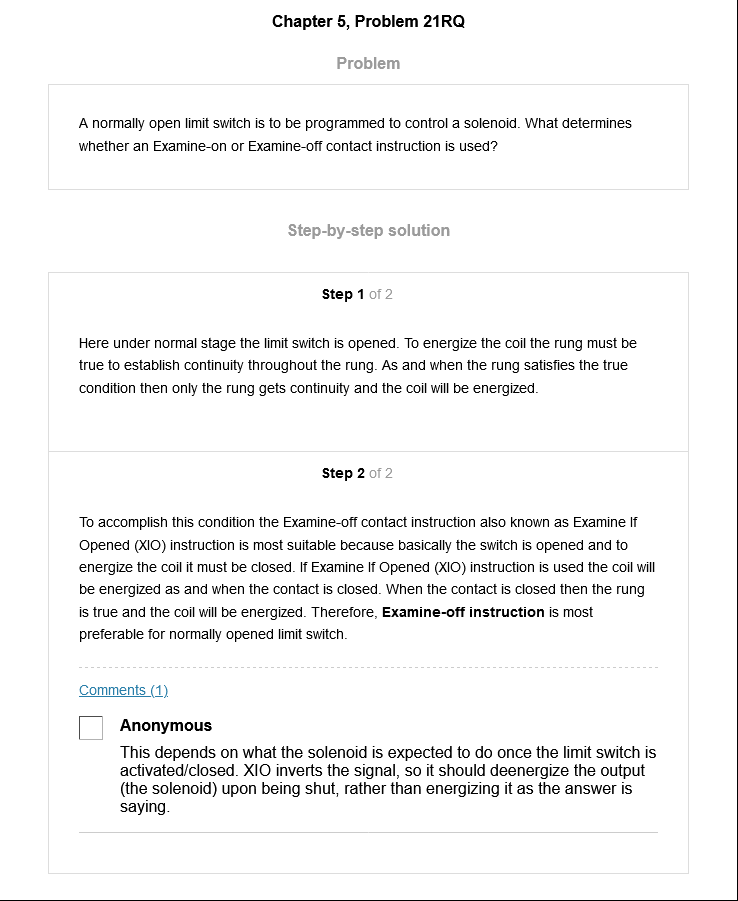 Chapter 5, Problem 21RQ
Problem
A normally open limit switch is to be programmed to control a solenoid. What determines
whether an Examine-on or Examine-off contact instruction is used?
Step-by-step solution
Step 1 of 2
Here under normal stage the limit switch is opened. To energize the coil the rung must be
true to establish continuity throughout the rung. As and when the rung satisfies the true
condition then only the rung gets continuity and the coil will be energized.
Step 2 of 2
To accomplish this condition the Examine-off contact instruction also known as Examine If
Opened (XIO) instruction is most suitable because basically the switch is opened and to
energize the coil it must be closed. If Examine If Opened (XIO) instruction is used the coil will
be energized as and when the contact is closed. When the contact is closed then the rung
is true and the coil will be energized. Therefore, Examine-off instruction is most
preferable for normally opened limit switch.
Comments (1)
Anonymous
This depends on what the solenoid is expected to do once the limit switch is
activated/closed. XIO inverts the signal, so it should deenergize the output
(the solenoid) upon being shut, rather than energizing it as the answer is
saying.